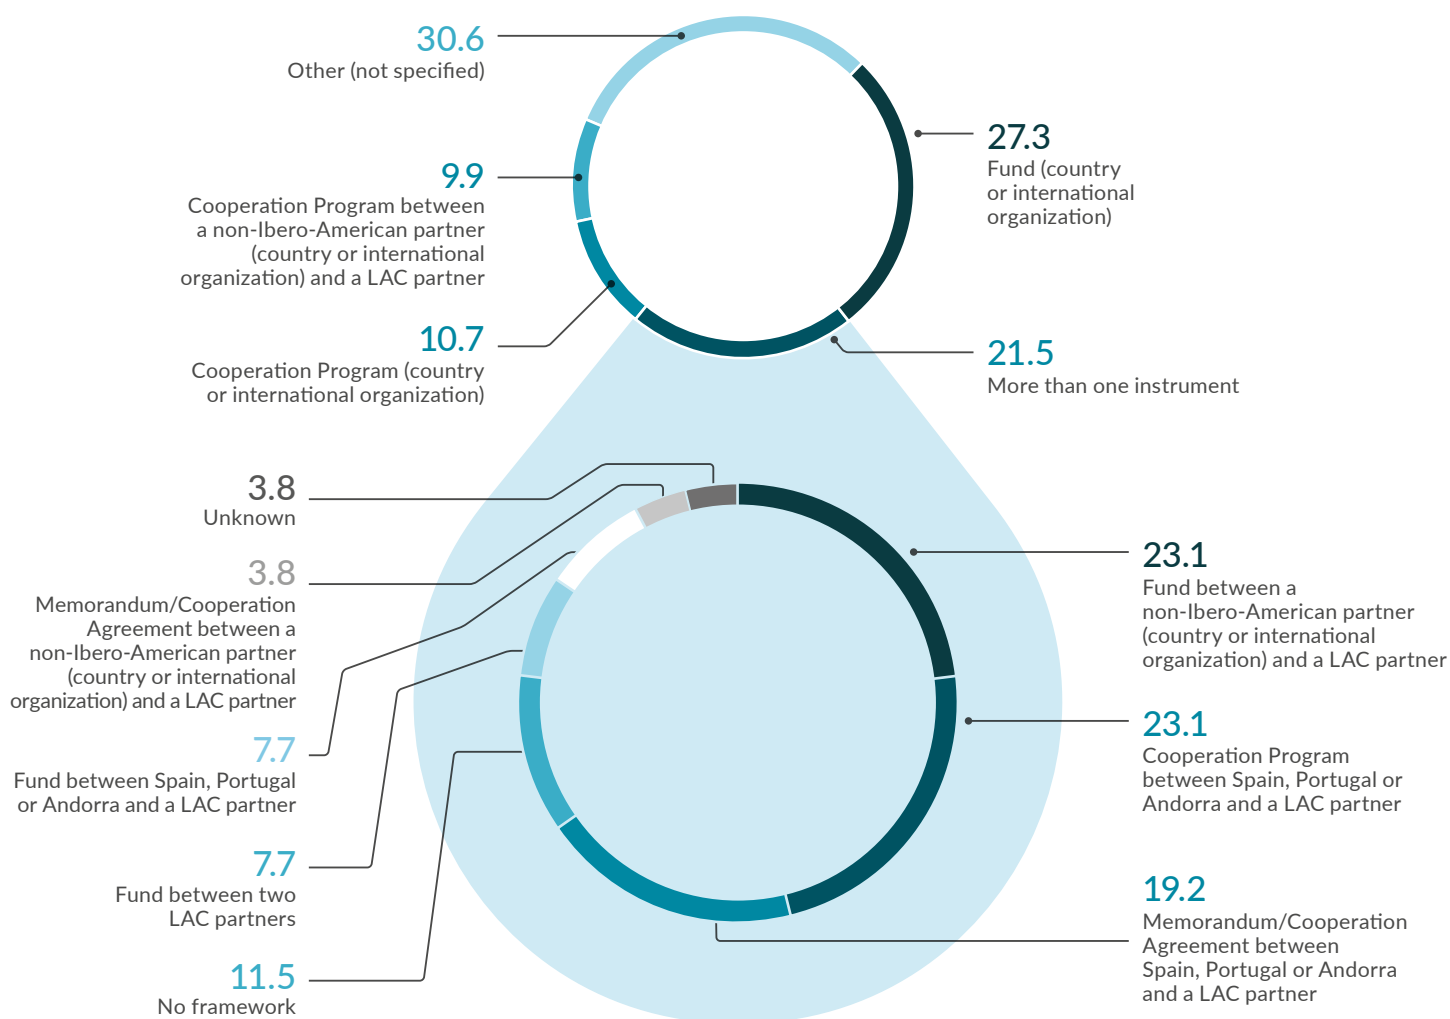 30.6
Other (not specified)
27.3
Fund (country
or international
organization)
9.9
Cooperation Program between
a non-Ibero-American partner
(country or international
organization) and a LAC partner
10.7
Cooperation Program (country
or international organization)
21.5
More than one instrument
3.8
Unknown
3.8
Memorandum/Cooperation
Agreement between a
non-Ibero-American partner
(country or international
organization) and a LAC partner
7.7
Fund between Spain, Portugal
or Andorra and a LAC partner
7.7
Fund between two
LAC partners
11.5
No framework
23.1
Fund between a
non-Ibero-American partner
(country or international
organization) and a LAC partner
23.1
Cooperation Program
between Spain, Portugal or
Andorra and a LAC partner
19.2
Memorandum/Cooperation
Agreement between
Spain, Portugal or Andorra
and a LAC partner